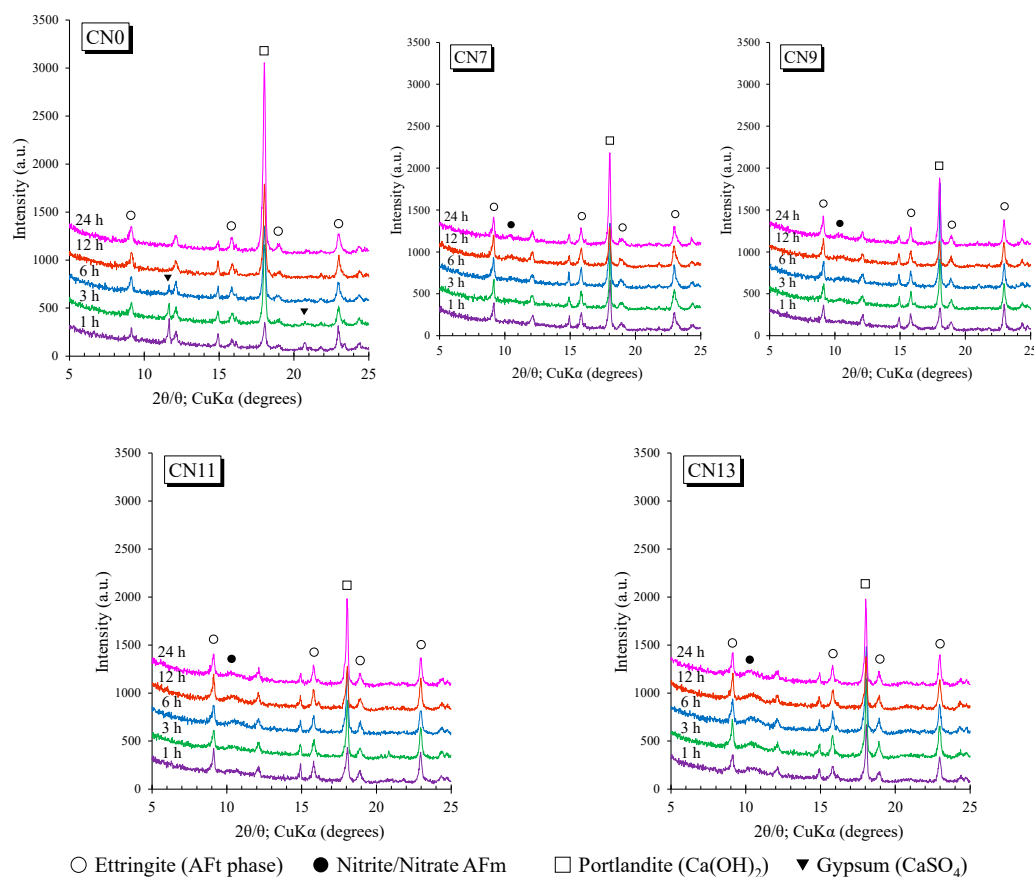 CN0
3500
3000
2500
2000
1500
1000
500
0
Intensity (a.u.)
24 h
12 h
6 h
3 h
1 h
5 10 15 20 25
2θ/θ; CuKα (degrees)
CN7
3500
3000
2500
2000
1500
1000
500
0
Intensity (a.u.)
24 h
12 h
6 h
3 h
1 h
5 10 15 20 25
2θ/θ; CuKα (degrees)
CN9
3500
3000
2500
2000
1500
1000
500
0
Intensity (a.u.)
24 h
12 h
6 h
3 h
1 h
5 10 15 20 25
2θ/θ; CuKα (degrees)
CN11
3500
3000
2500
2000
1500
1000
500
0
Intensity (a.u.)
24 h
12 h
6 h
3 h
1 h
5 10 15 20 25
2θ/θ; CuKα (degrees)
CN13
3500
3000
2500
2000
1500
1000
500
0
Intensity (a.u.)
24 h
12 h
6 h
3 h
1 h
5 10 15 20 25
2θ/θ; CuKα (degrees)
Ettringite (AFt phase) Nitrite/Nitrate AFm Portlandite (Ca(OH)₂) Gypsum (CaSO₄)